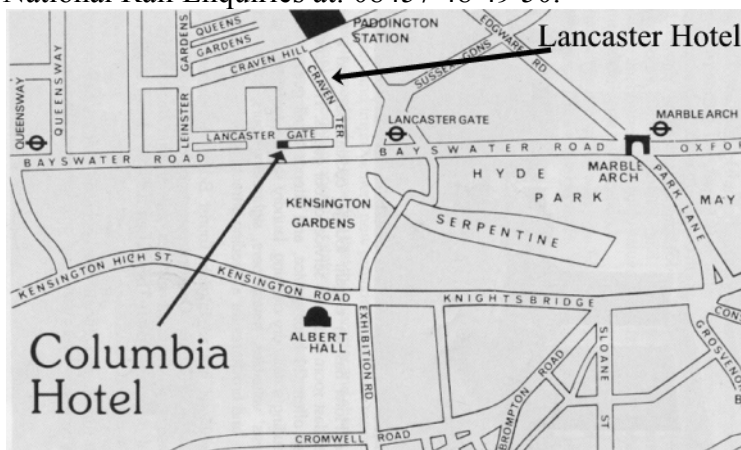 National Rail Enquiries at: 08457 48 49 50.
PADDINGTON
STATION
Lancaster Hotel
EDGWARE RD
QUEENS
GARDENS
LEINSTER GARDENS
CRAVEN HILL
CRAVEN TER
SUSSEX GDNS
QUEENSWAY
QUEENSWAY
LANCASTER GATE
LANCASTER GATE
MARBLE ARCH
BAYSWATER ROAD
BAYSWATER ROAD
OXFO
MARBLE
ARCH
HYDE
PARK
PARK LANE
MAY
KENSINGTON
GARDENS
SERPENTINE
KENSINGTON HIGH ST.
KENSINGTON ROAD
KNIGHTSBRIDGE
ALBERT
HALL
EXHIBITION RD
Columbia
Hotel
BROMPTON ROAD
SLOANE ST
CON
GROSVENO
CROMWELL ROAD